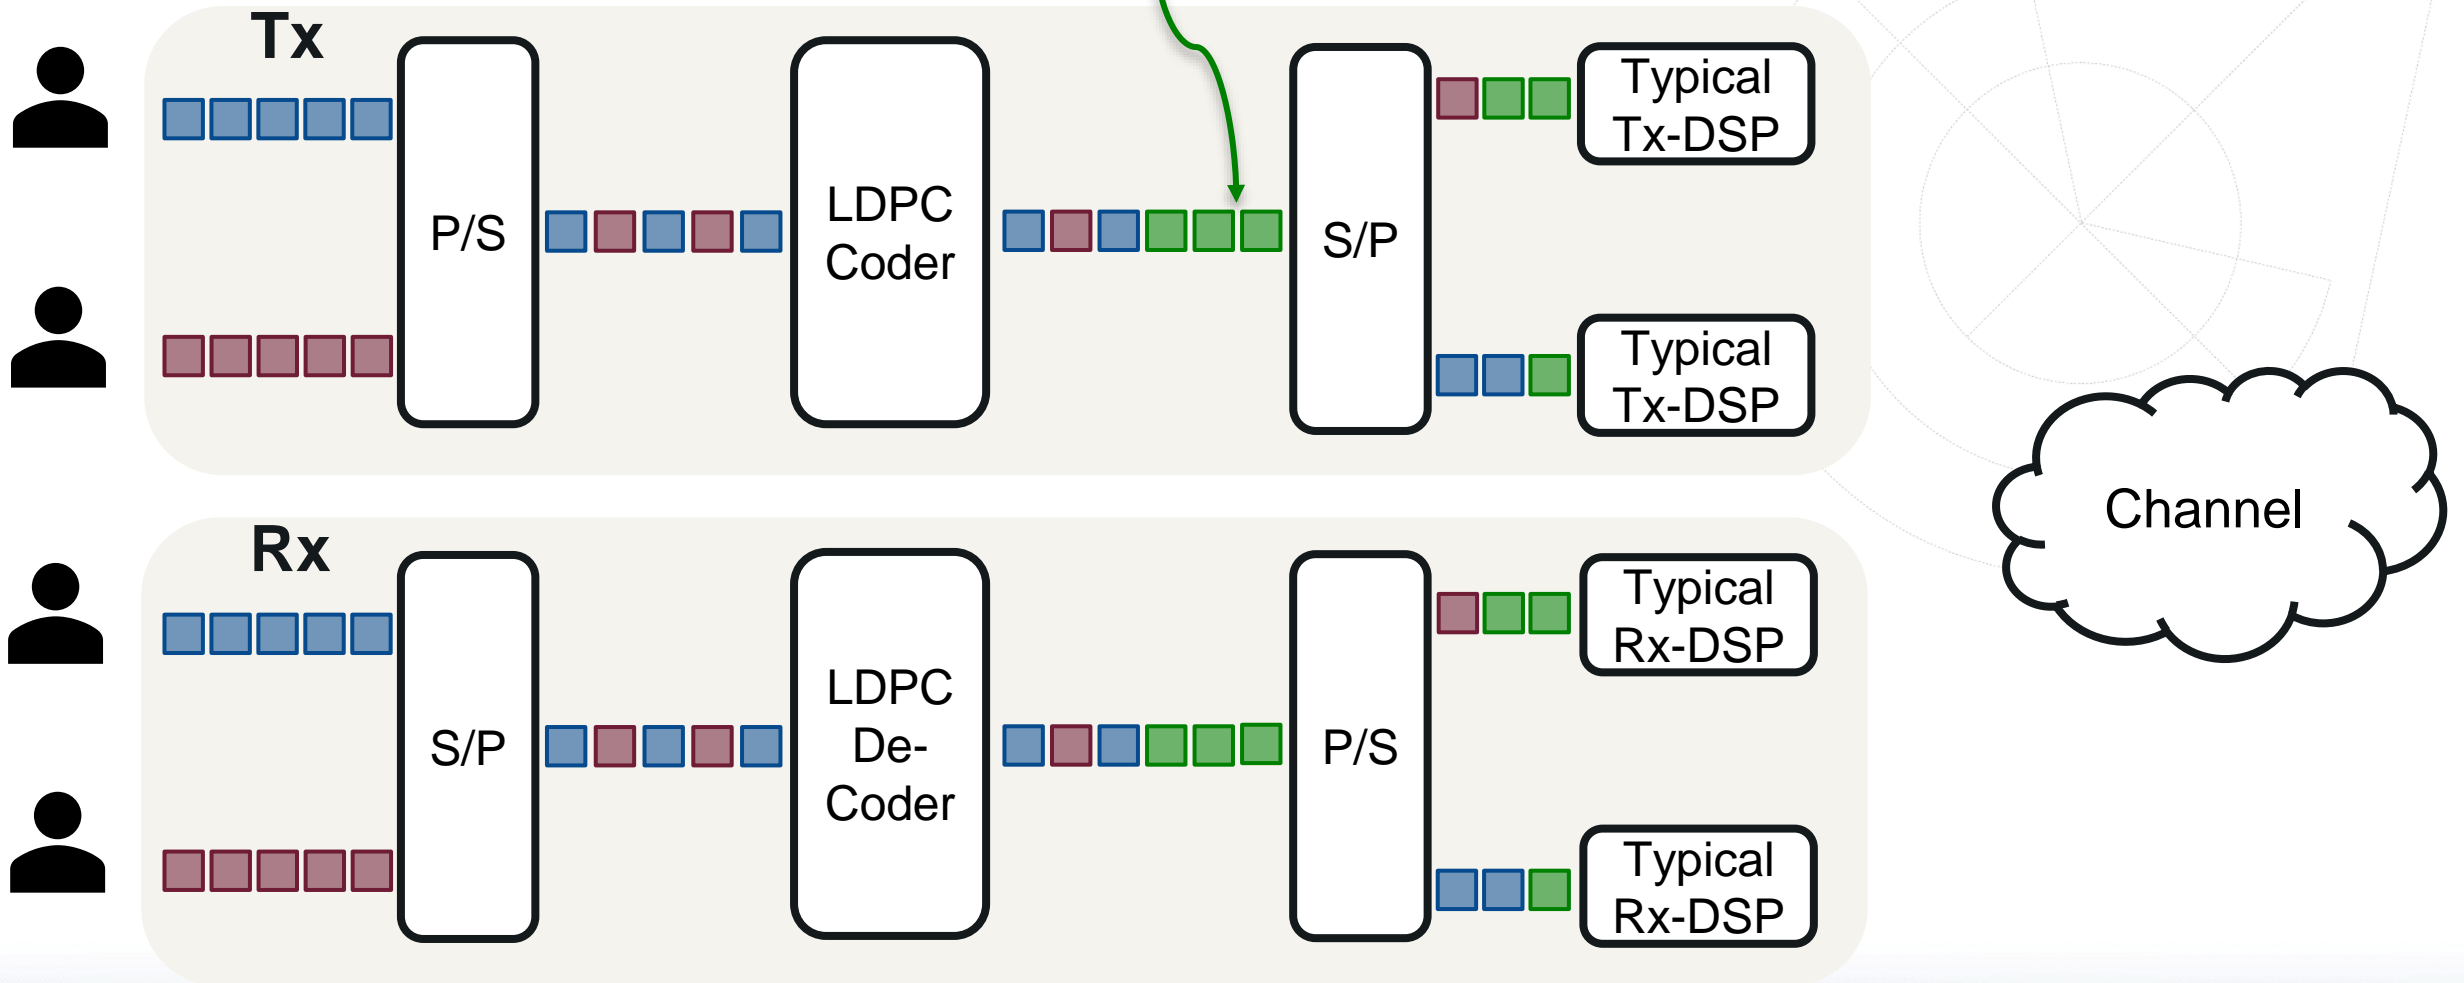 Tx
P/S
LDPC
Coder
S/P
Typical
Tx-DSP
Typical
Tx-DSP
Channel
Rx
S/P
LDPC
De-
Coder
P/S
Typical
Rx-DSP
Typical
Rx-DSP